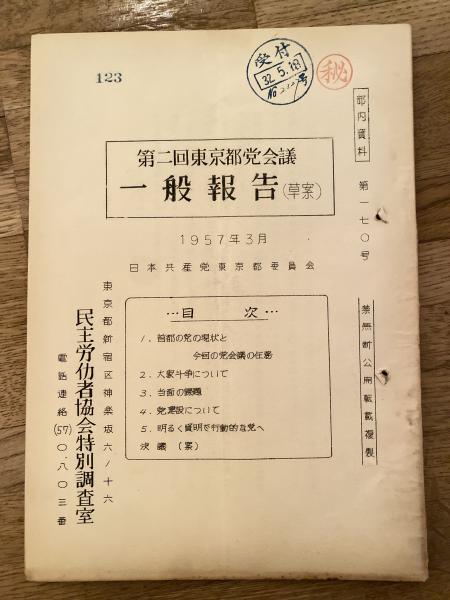 123
受付
32.5.18
秘
部内資料
第一七〇号
第二回東京都党会議
一般報告(草案)
1957年3月
日本共産党東京都委員会
…目 次…
1. 首都の党の現状と
今回の党会議の任務
2. 大衆斗争について
3. 当面の課題
4. 党建設について
5. 明るく賢明で行動的な党へ
決議 (案)
禁無断公開転載複製
東京都新宿区神楽坂六ノ十六
民主労仂者協会特別調査室
電話連絡(57)〇.八〇三番